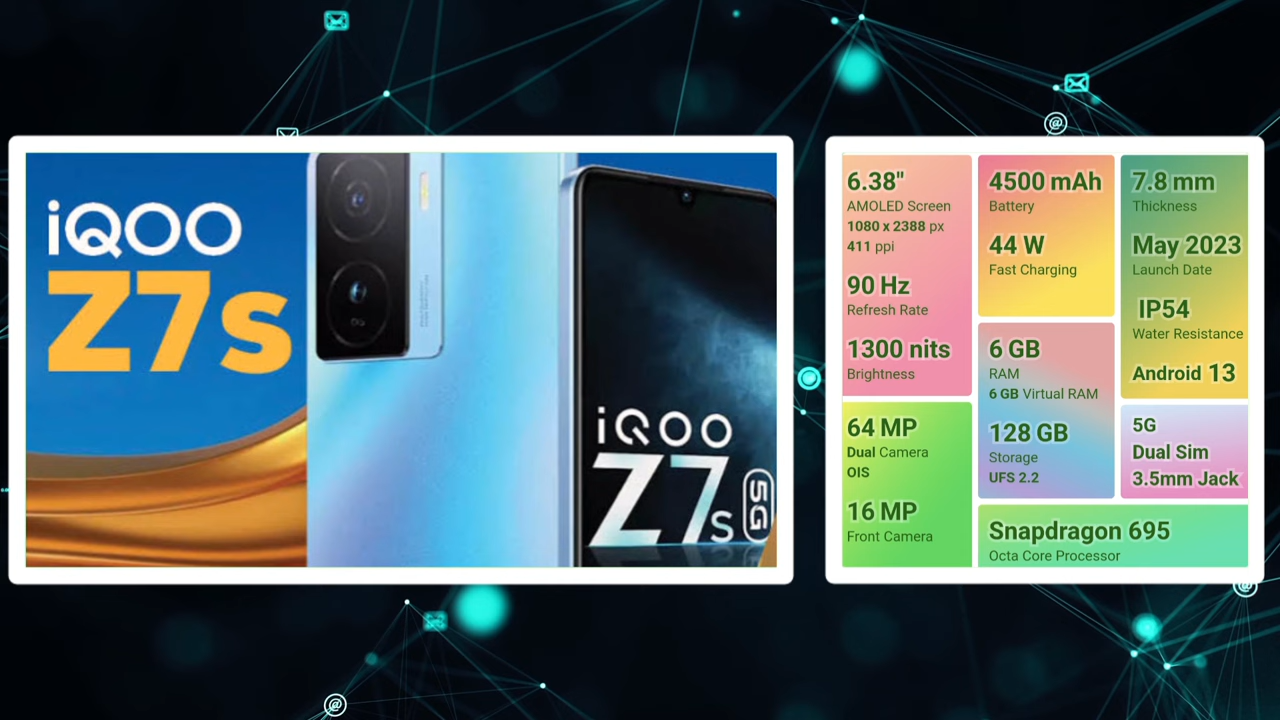 iQOO
Z7s
iQOO
Z7s 5G
6.38"
AMOLED Screen
1080 x 2388 px
411 ppi
90 Hz
Refresh Rate
1300 nits
Brightness
64 MP
Dual Camera
OIS
16 MP
Front Camera
4500 mAh
Battery
44 W
Fast Charging
6 GB
RAM
6 GB Virtual RAM
128 GB
Storage
UFS 2.2
7.8 mm
Thickness
May 2023
Launch Date
IP54
Water Resistance
Android 13
5G
Dual Sim
3.5mm Jack
Snapdragon 695
Octa Core Processor